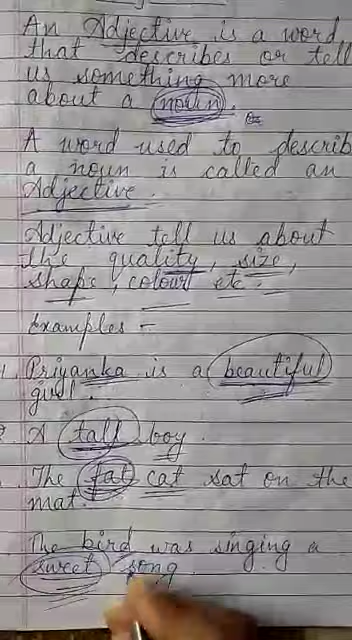 An Adjective is a word
that describes or tell
us something more
about a noun.
Or
A word used to describ
a noun is called an
Adjective.
Adjective tell us about
the quality, size,
shape, colour etc.
Examples -
Priyanka is a beautiful
girl.
A tall boy.
The fat cat sat on the
mat.
The bird was singing a
sweet song